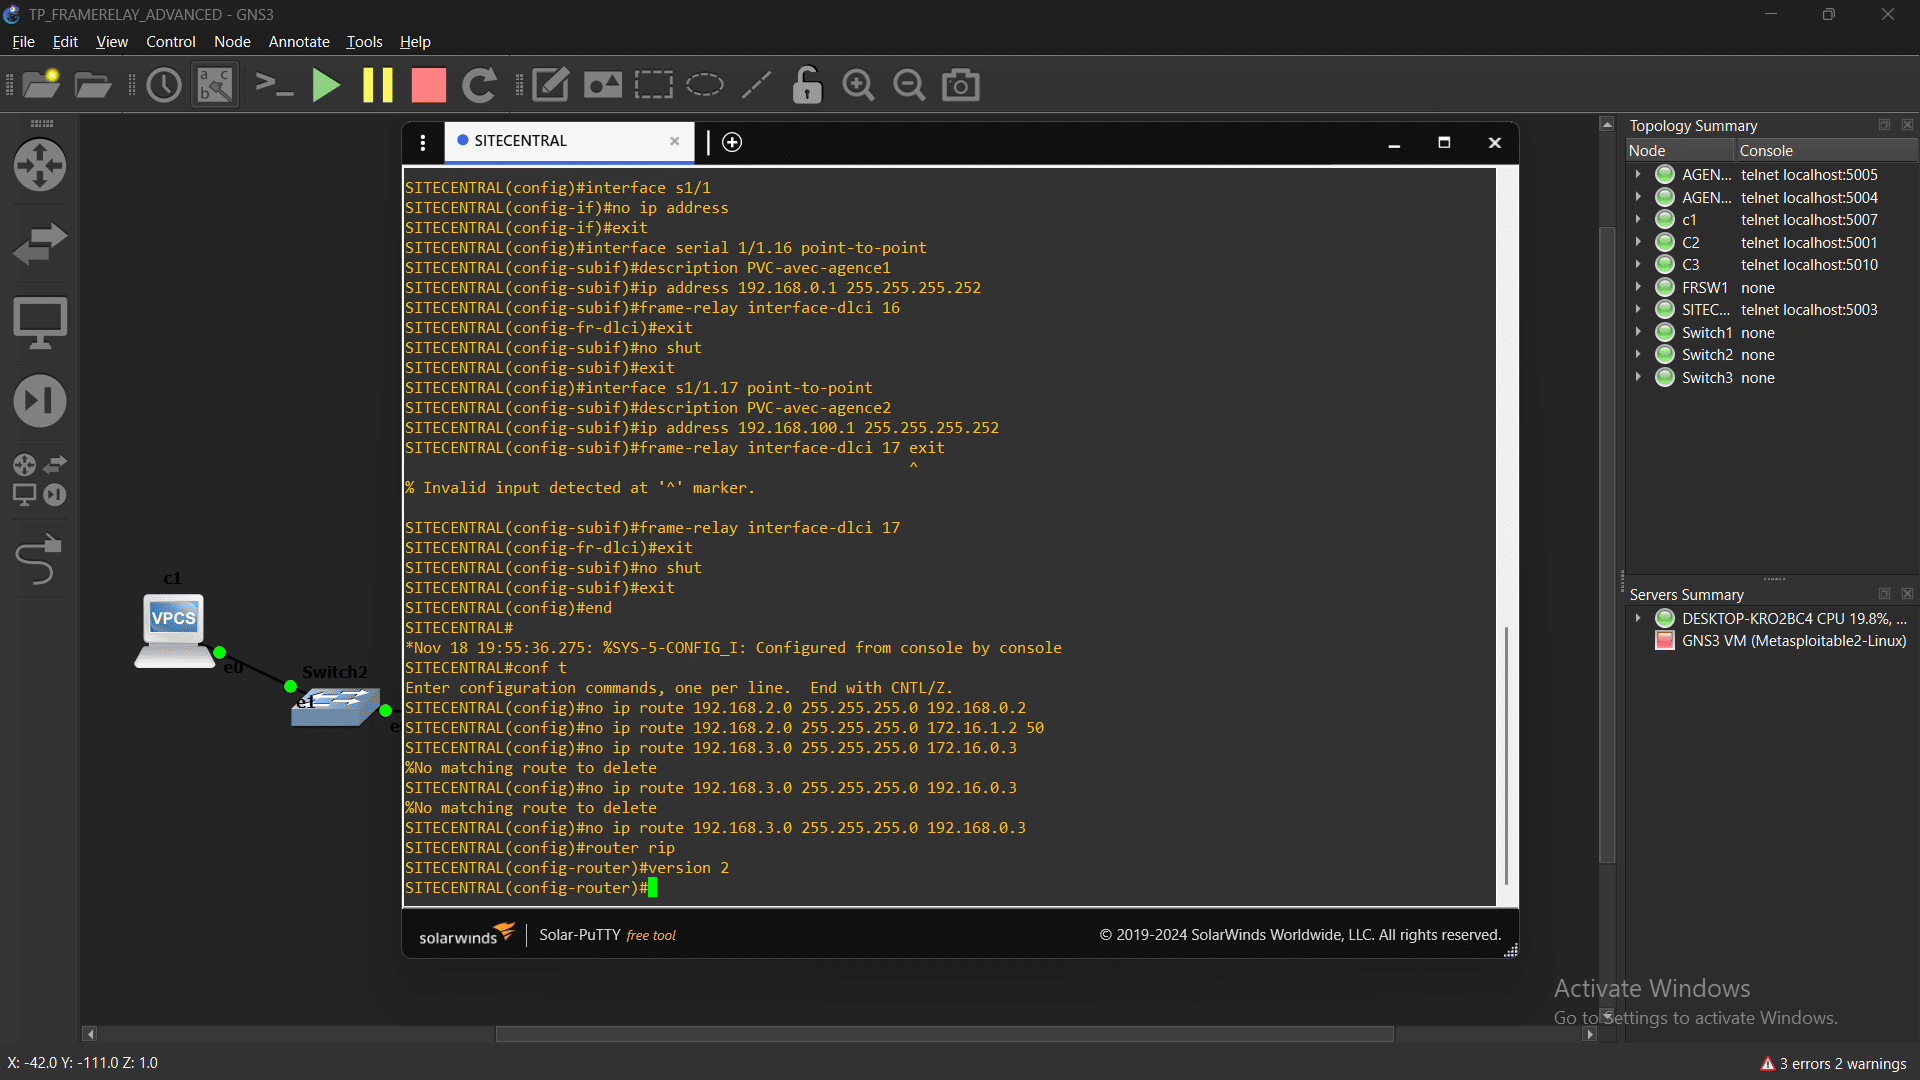 TP_FRAMERELAY_ADVANCED - GNS3
File Edit View Control Node Annotate Tools Help
SITECENTRAL
SITECENTRAL(config)#interface s1/1
SITECENTRAL(config-if)#no ip address
SITECENTRAL(config-if)#exit
SITECENTRAL(config)#interface serial 1/1.16 point-to-point
SITECENTRAL(config-subif)#description PVC-avec-agence1
SITECENTRAL(config-subif)#ip address 192.168.0.1 255.255.255.252
SITECENTRAL(config-subif)#frame-relay interface-dlci 16
SITECENTRAL(config-fr-dlci)#exit
SITECENTRAL(config-subif)#no shut
SITECENTRAL(config-subif)#exit
SITECENTRAL(config)#interface s1/1.17 point-to-point
SITECENTRAL(config-subif)#description PVC-avec-agence2
SITECENTRAL(config-subif)#ip address 192.168.100.1 255.255.255.252
SITECENTRAL(config-subif)#frame-relay interface-dlci 17 exit
^
% Invalid input detected at '^' marker.
SITECENTRAL(config-subif)#frame-relay interface-dlci 17
SITECENTRAL(config-fr-dlci)#exit
SITECENTRAL(config-subif)#no shut
SITECENTRAL(config-subif)#exit
SITECENTRAL(config)#end
SITECENTRAL#
*Nov 18 19:55:36.275: %SYS-5-CONFIG_I: Configured from console by console
SITECENTRAL#conf t
Enter configuration commands, one per line.  End with CNTL/Z.
SITECENTRAL(config)#no ip route 192.168.2.0 255.255.255.0 192.168.0.2
SITECENTRAL(config)#no ip route 192.168.2.0 255.255.255.0 172.16.1.2 50
SITECENTRAL(config)#no ip route 192.168.3.0 255.255.255.0 172.16.0.3
%No matching route to delete
SITECENTRAL(config)#no ip route 192.168.3.0 255.255.255.0 192.16.0.3
%No matching route to delete
SITECENTRAL(config)#no ip route 192.168.3.0 255.255.255.0 192.168.0.3
SITECENTRAL(config)#router rip
SITECENTRAL(config-router)#version 2
SITECENTRAL(config-router)#
solarwinds Solar-PuTTY free tool © 2019-2024 SolarWinds Worldwide, LLC. All rights reserved.
c1
VPCS
e0
Switch2
e1
Topology Summary
Node Console
AGEN... telnet localhost:5005
AGEN... telnet localhost:5004
c1 telnet localhost:5007
C2 telnet localhost:5001
C3 telnet localhost:5010
FRSW1 none
SITEC... telnet localhost:5003
Switch1 none
Switch2 none
Switch3 none
Servers Summary
DESKTOP-KRO2BC4 CPU 19.8%, ...
GNS3 VM (Metasploitable2-Linux)
Activate Windows
Go to Settings to activate Windows.
X: -42.0 Y: -111.0 Z: 1.0
3 errors 2 warnings